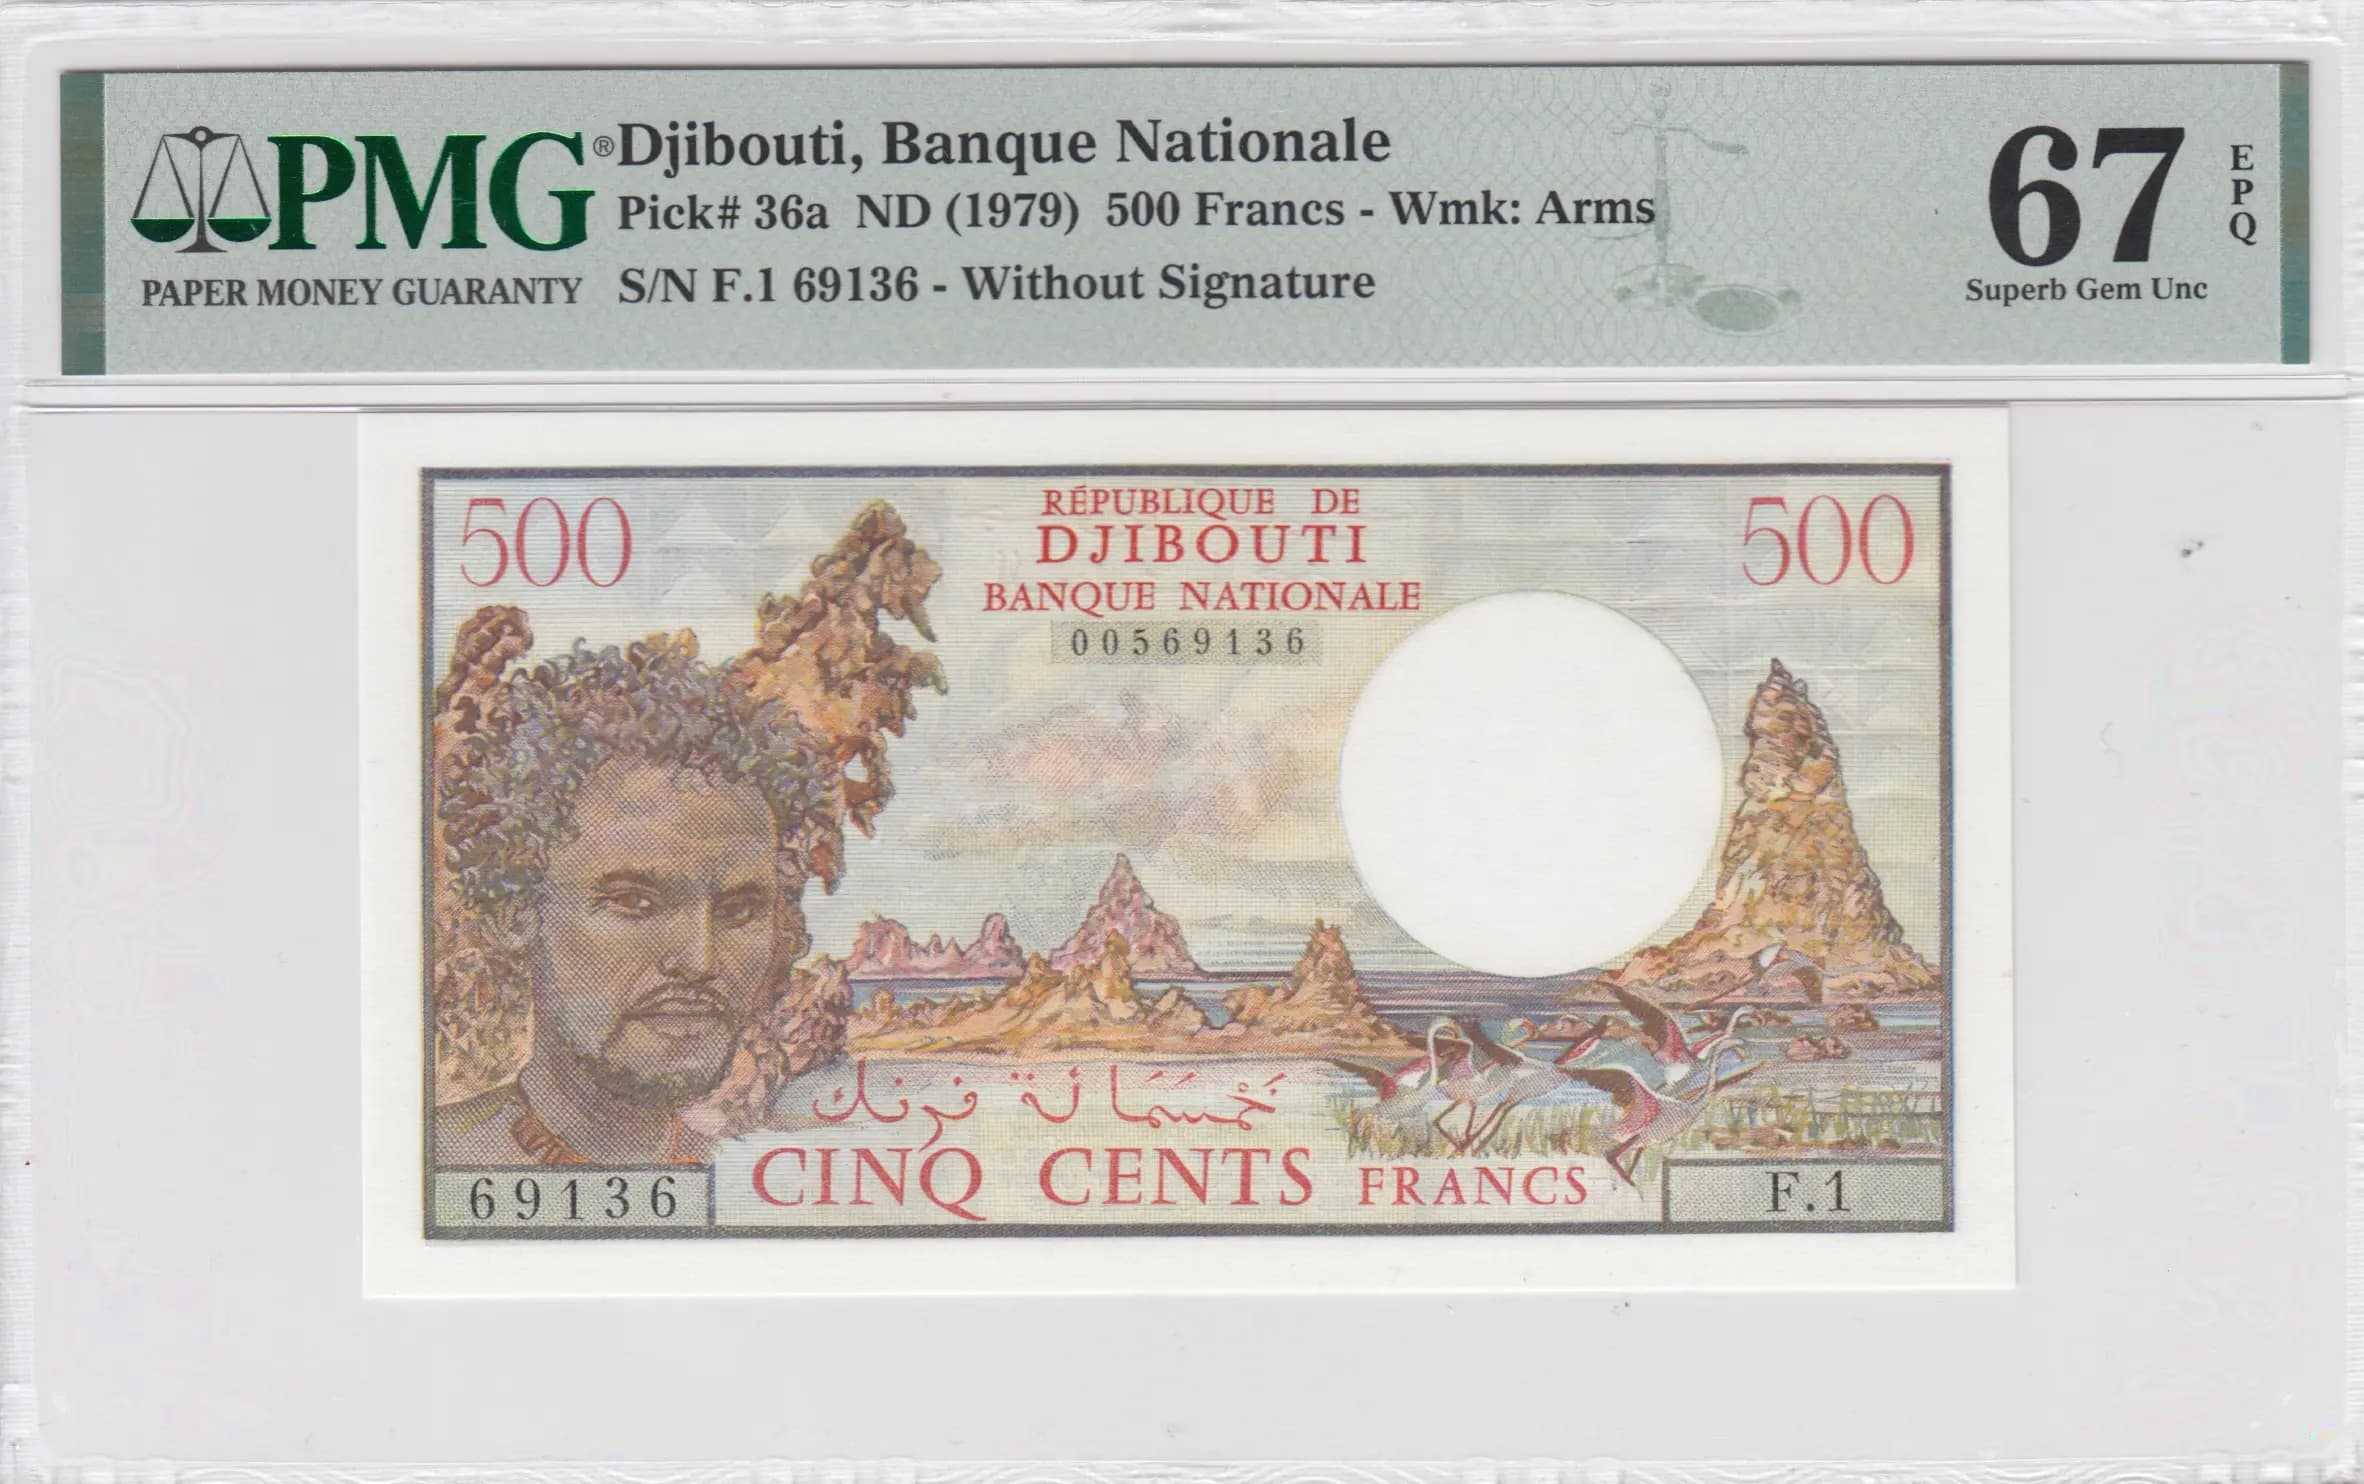 PMG®
PAPER MONEY GUARANTY
Djibouti, Banque Nationale
Pick# 36a ND (1979) 500 Francs - Wmk: Arms
S/N F.1 69136 - Without Signature
67
EPQ
Superb Gem Unc
500
RÉPUBLIQUE DE
DJIBOUTI
BANQUE NATIONALE
00569136
500
خَمْسَمَائة فرنك
CINQ CENTS FRANCS
69136
F.1